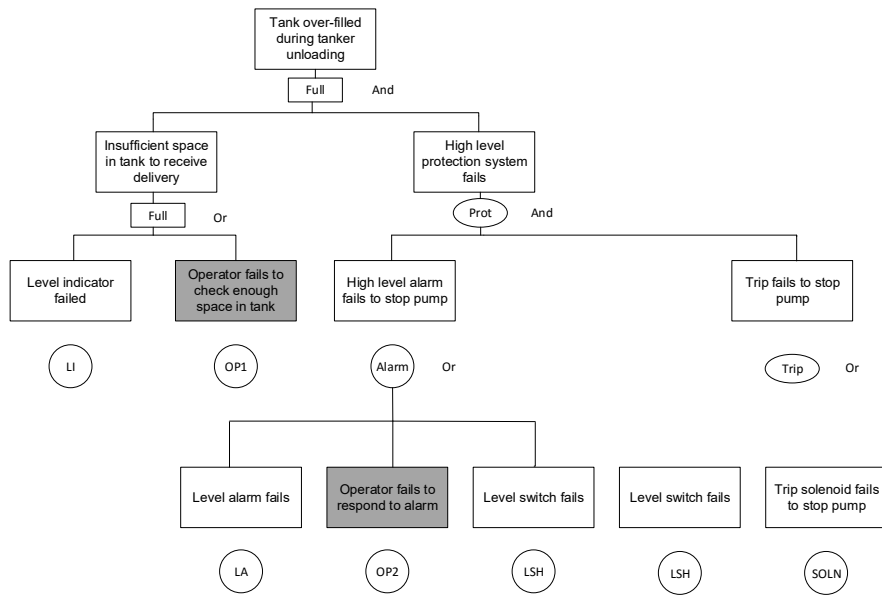 Tank over-filled
during tanker
unloading
Full And
Insufficient space
in tank to receive
delivery
High level
protection system
fails
Full Or
Prot And
Level indicator
failed
Operator fails to
check enough
space in tank
High level alarm
fails to stop pump
Trip fails to stop
pump
LI
OP1
Alarm Or
Trip Or
Level alarm fails
Operator fails to
respond to alarm
Level switch fails
Level switch fails
Trip solenoid fails
to stop pump
LA
OP2
LSH
LSH
SOLN